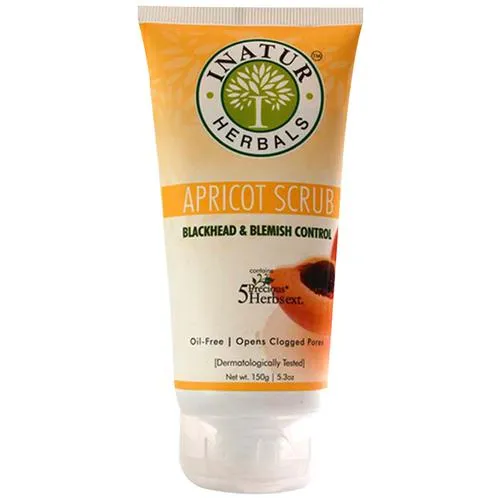 INATUR
HERBALS
TM
APRICOT SCRUB
BLACKHEAD & BLEMISH CONTROL
contains
5 Precious*
Herbs ext.
Oil-Free | Opens Clogged Pores
[Dermatologically Tested]
Net wt. 150g | 5.3oz